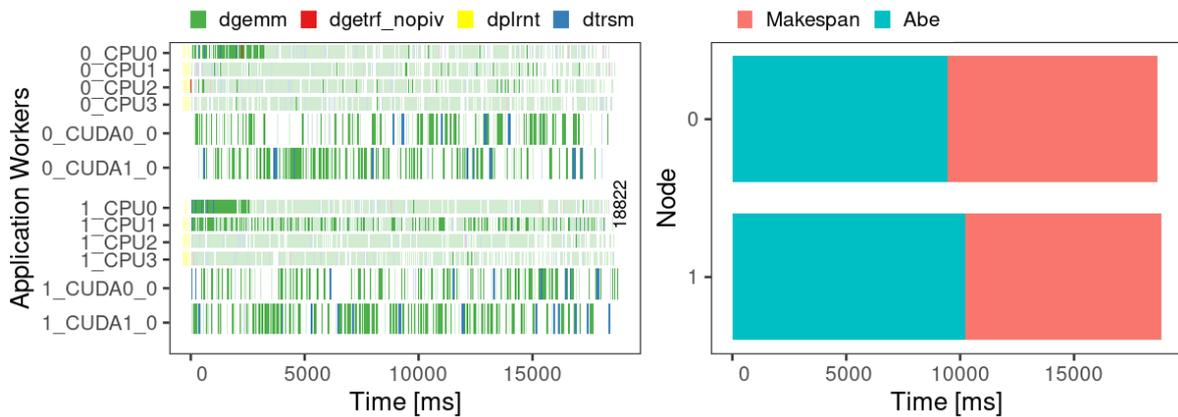 dgemm dgetrf_nopiv dplrnt dtrsm
Application Workers
0_CPU0
0_CPU1
0_CPU2
0_CPU3
0_CUDA0_0
0_CUDA1_0
1_CPU0
1_CPU1
1_CPU2
1_CPU3
1_CUDA0_0
1_CUDA1_0
18822
0 5000 10000 15000
Time [ms]
Makespan Abe
Node
0
1
0 5000 10000 15000
Time [ms]